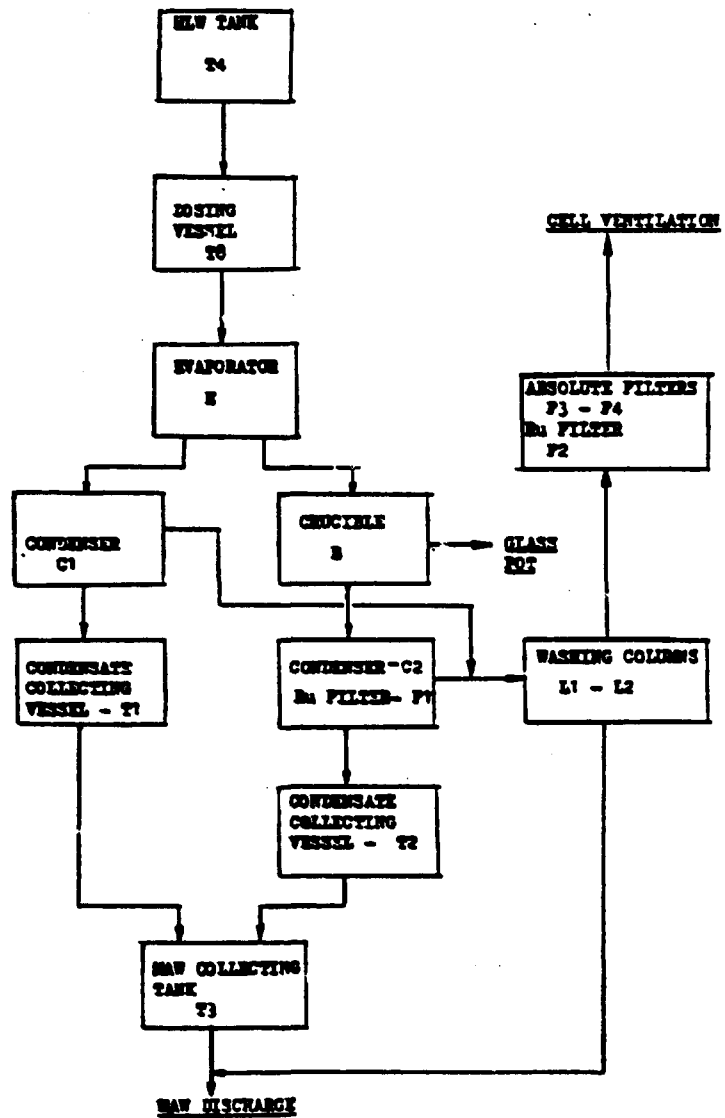 HLW TANK
T4
DOSING
VESSEL
T6
CELL VENTILATION
EVAPORATOR
E
ABSOLUTE FILTERS
F3 - F4
Ru FILTER
F2
CONDENSER
C1
CRUCIBLE
B
GLASS
POT
CONDENSATE
COLLECTING
VESSEL - T1
CONDENSER - C2
Ru FILTER - F1
WASHING COLUMNS
L1 - L2
CONDENSATE
COLLECTING
VESSEL - T2
MAW COLLECTING
TANK
T3
MAW DISCHARGE